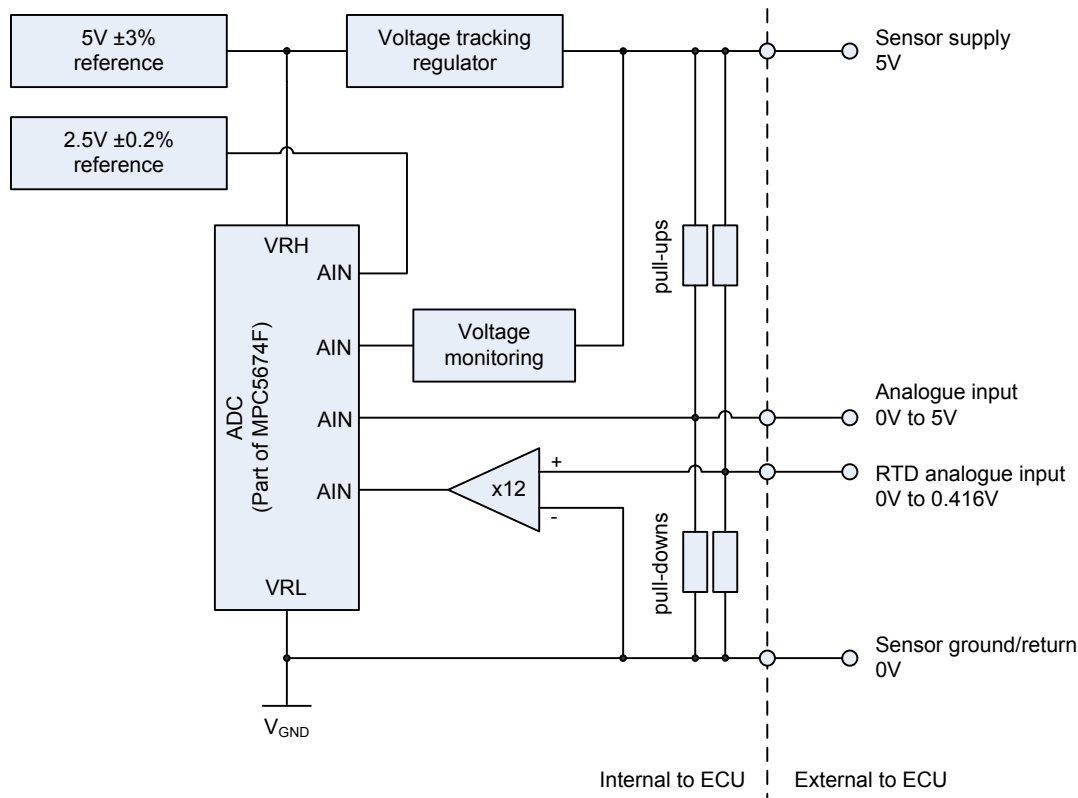 5V ±3%
reference
Voltage tracking
regulator
Sensor supply
5V
2.5V ±0.2%
reference
VRH
AIN
pull-ups
AIN
Voltage
monitoring
ADC
(Part of MPC5674F)
AIN
Analogue input
0V to 5V
AIN
x12
+
-
RTD analogue input
0V to 0.416V
pull-downs
VRL
Sensor ground/return
0V
VGND
Internal to ECU
External to ECU